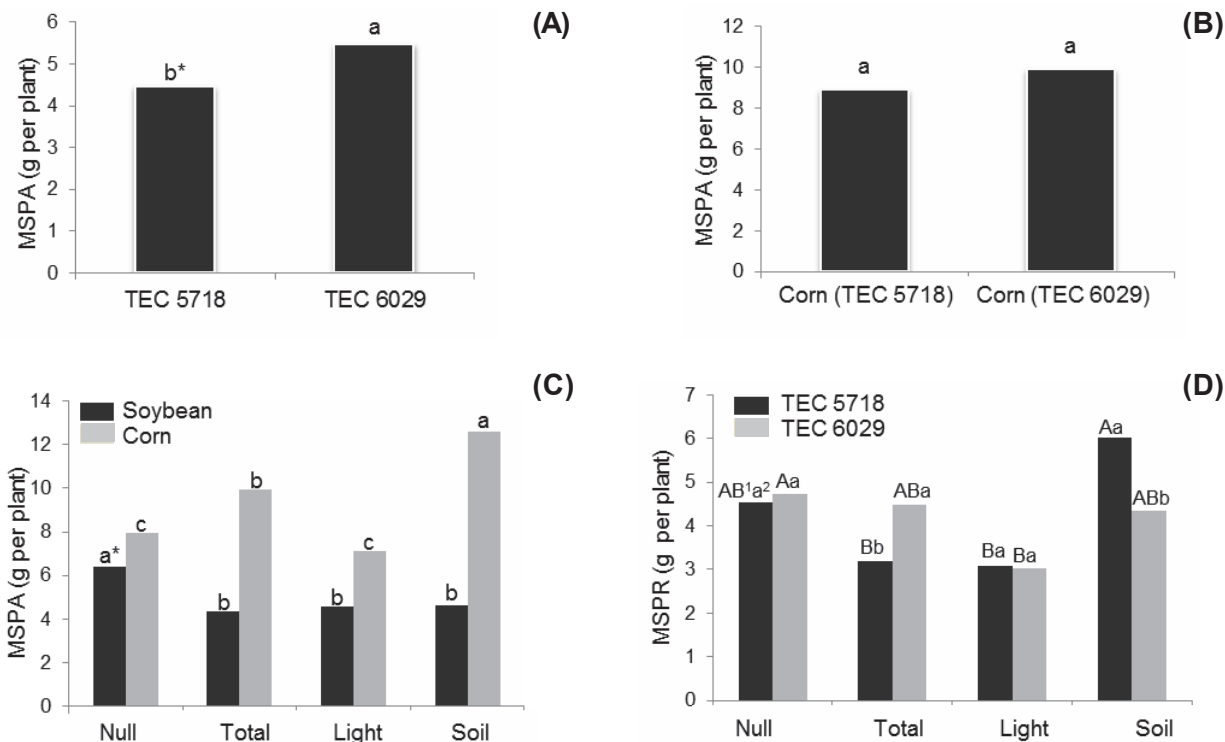 (A)
MSPA (g per plant)
6
5
4
3
2
1
0
b*
a
TEC 5718
TEC 6029
(B)
MSPA (g per plant)
12
10
8
6
4
2
0
a
a
Corn (TEC 5718)
Corn (TEC 6029)
(C)
MSPA (g per plant)
14
12
10
8
6
4
2
0
Soybean
Corn
a*
c
b
b
b
c
b
a
Null
Total
Light
Soil
(D)
MSPR (g per plant)
7
6
5
4
3
2
1
0
TEC 5718
TEC 6029
AB¹a²
Aa
Bb
ABa
Ba
Ba
Aa
ABb
Null
Total
Light
Soil